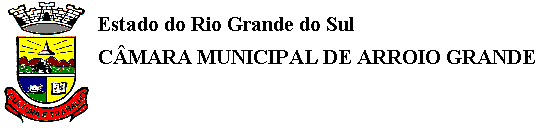 Estado do Rio Grande do Sul
CÂMARA MUNICIPAL DE ARROIO GRANDE